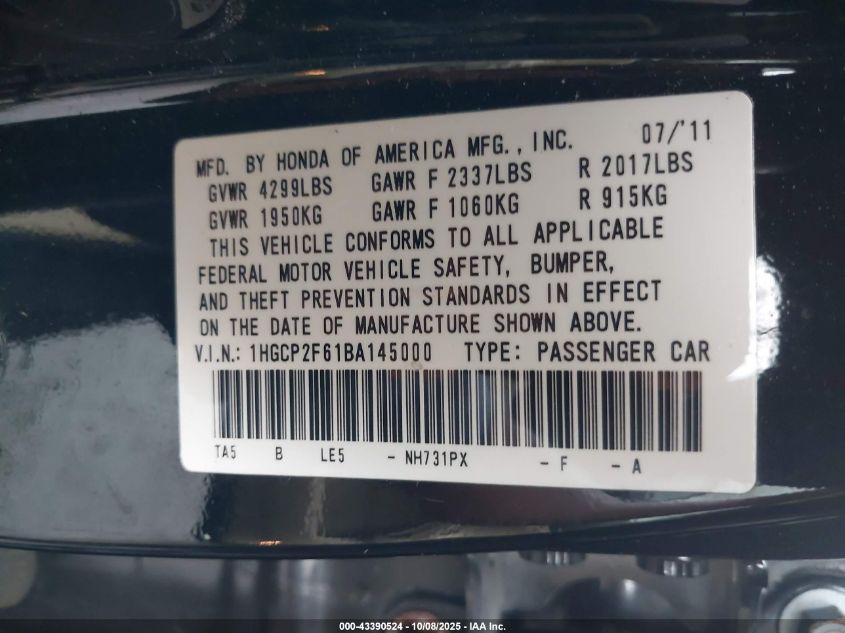 MFD. BY HONDA OF AMERICA MFG., INC. 07/'11
GVWR 4299LBS GAWR F 2337LBS R 2017LBS
GVWR 1950KG GAWR F 1060KG R 915KG
THIS VEHICLE CONFORMS TO ALL APPLICABLE
FEDERAL MOTOR VEHICLE SAFETY, BUMPER,
AND THEFT PREVENTION STANDARDS IN EFFECT
ON THE DATE OF MANUFACTURE SHOWN ABOVE.
V.I.N.: 1HGCP2F61BA145000 TYPE: PASSENGER CAR
TA5 B LE5 - NH731PX - F - A
000-43390524 - 10/08/2025 - IAA Inc.